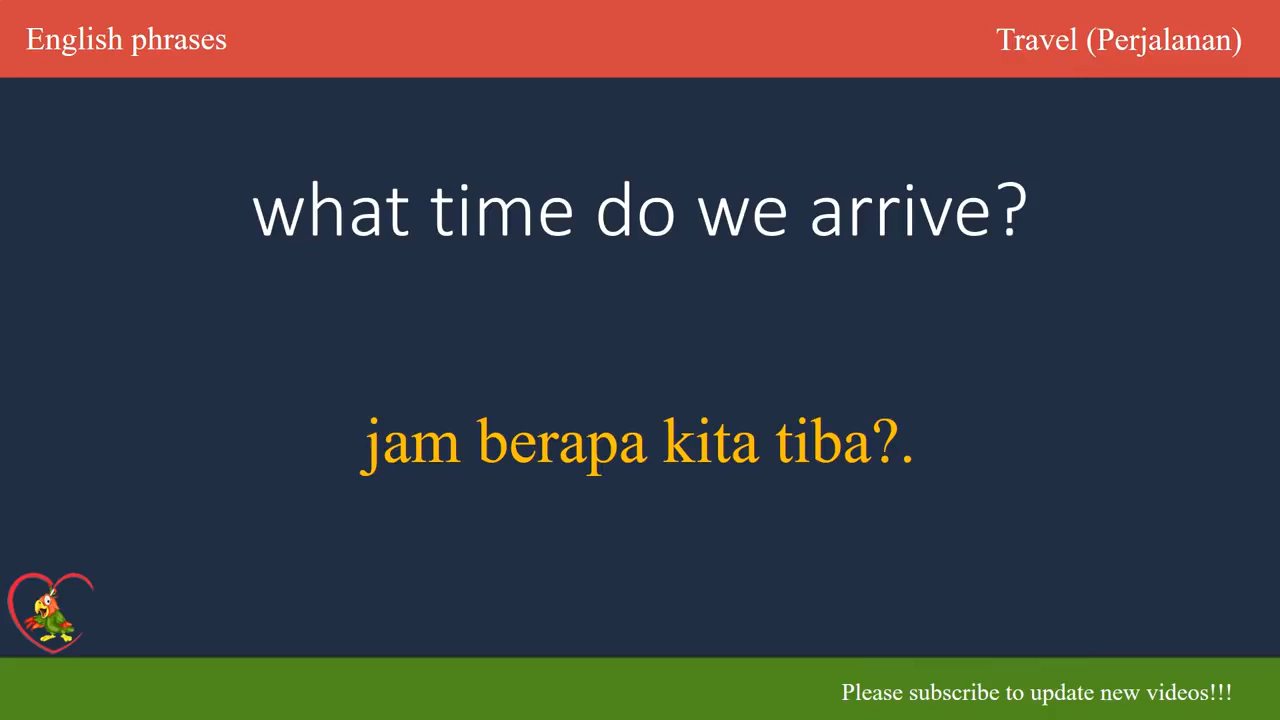 English phrases
Travel (Perjalanan)
what time do we arrive?
jam berapa kita tiba?.
Please subscribe to update new videos!!!